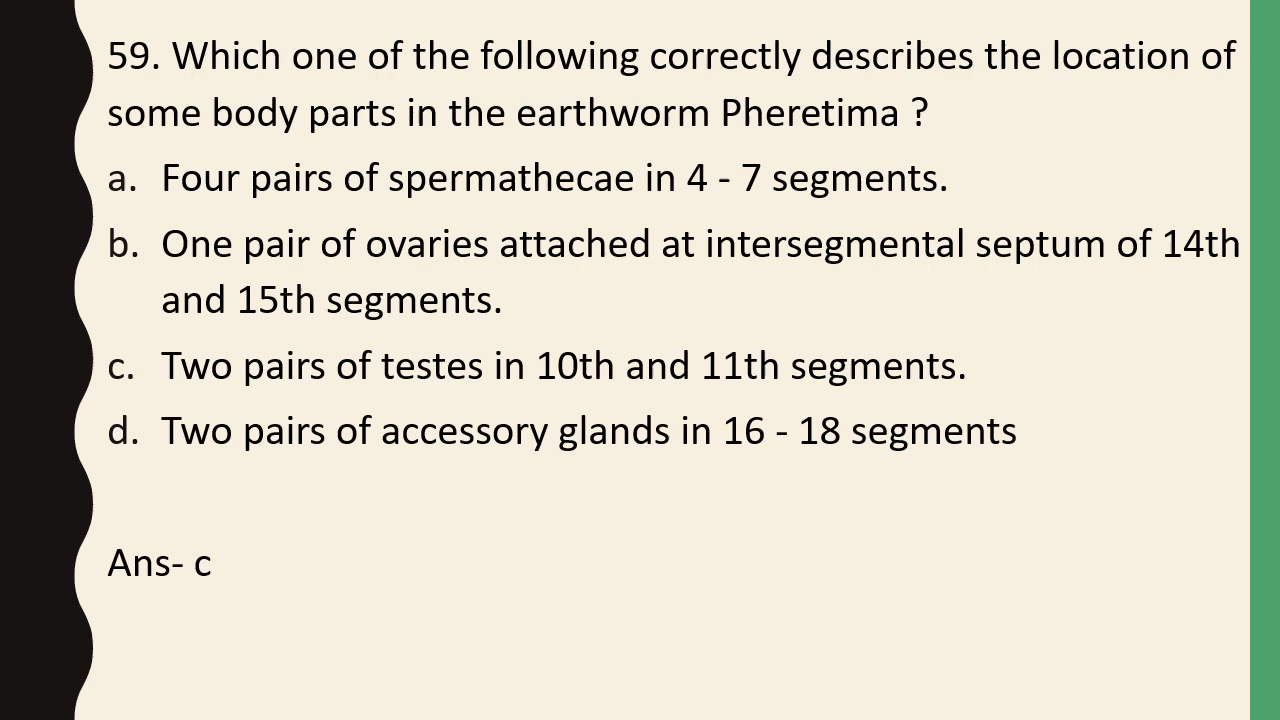 59. Which one of the following correctly describes the location of
some body parts in the earthworm Pheretima ?
a. Four pairs of spermathecae in 4 - 7 segments.
b. One pair of ovaries attached at intersegmental septum of 14th
and 15th segments.
c. Two pairs of testes in 10th and 11th segments.
d. Two pairs of accessory glands in 16 - 18 segments
Ans- c